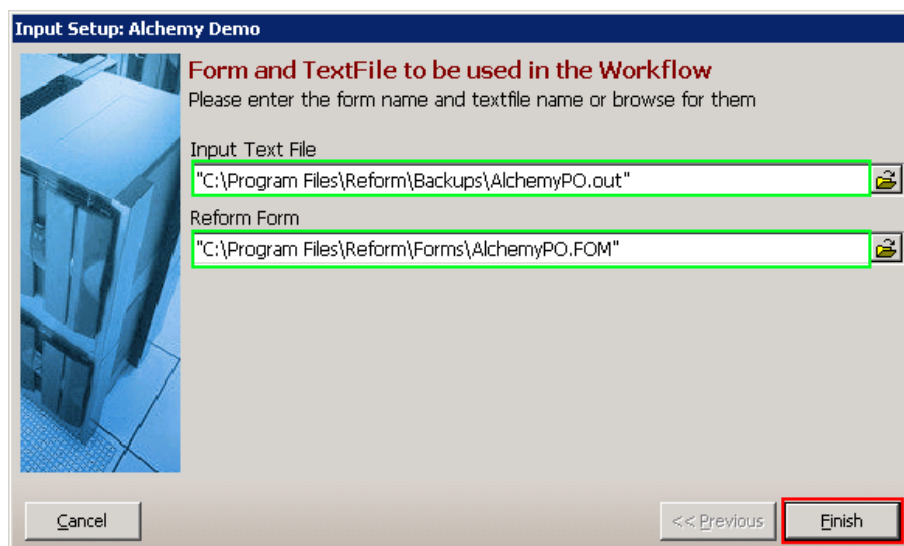 Input Setup: Alchemy Demo
Form and TextFile to be used in the Workflow
Please enter the form name and textfile name or browse for them
Input Text File
"C:\Program Files\Reform\Backups\AlchemyPO.out"
Reform Form
"C:\Program Files\Reform\Forms\AlchemyPO.FOM"
Cancel
<< Previous
Finish